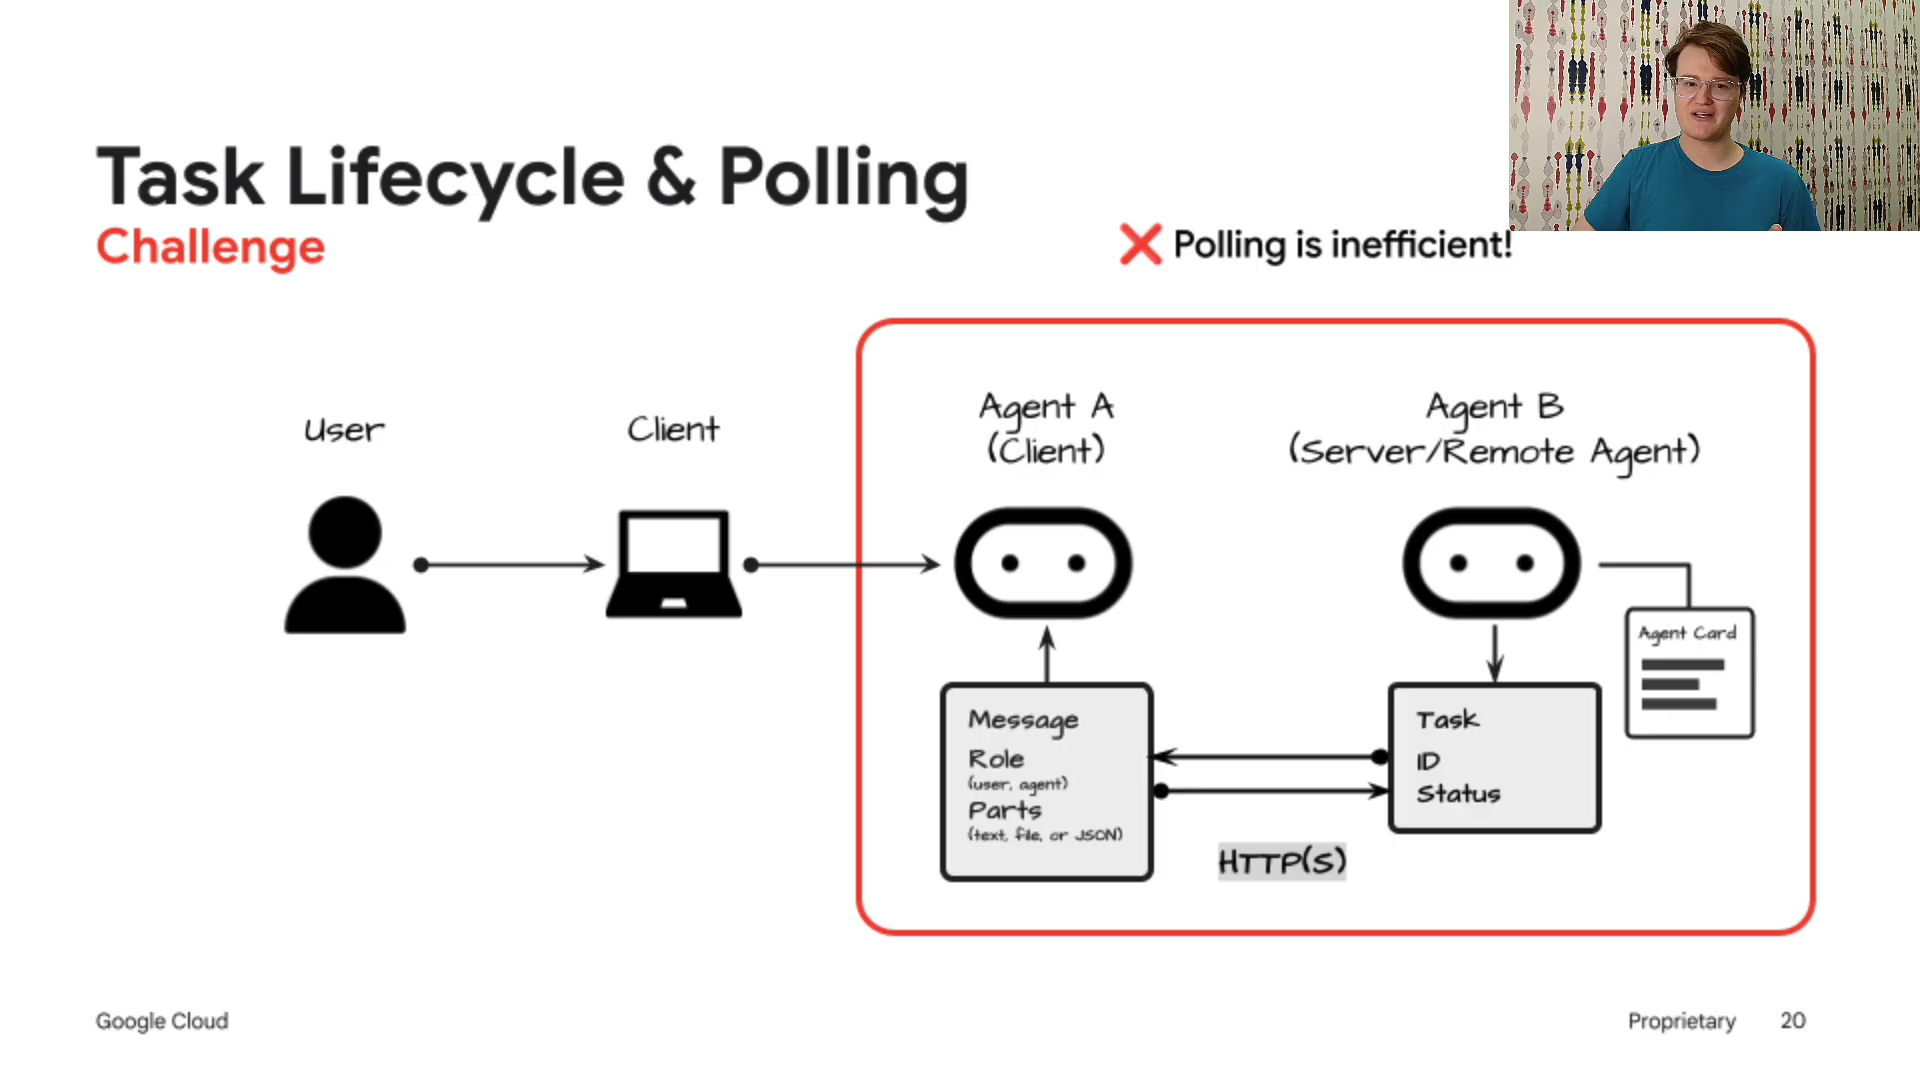 Task Lifecycle & Polling
Challenge
❌ Polling is inefficient!
User
Client
Agent A
(Client)
Agent B
(Server/Remote Agent)
Agent Card
Message
Role
(user, agent)
Parts
(text, file, or JSON)
Task
ID
Status
HTTP(S)
Google Cloud
Proprietary
20